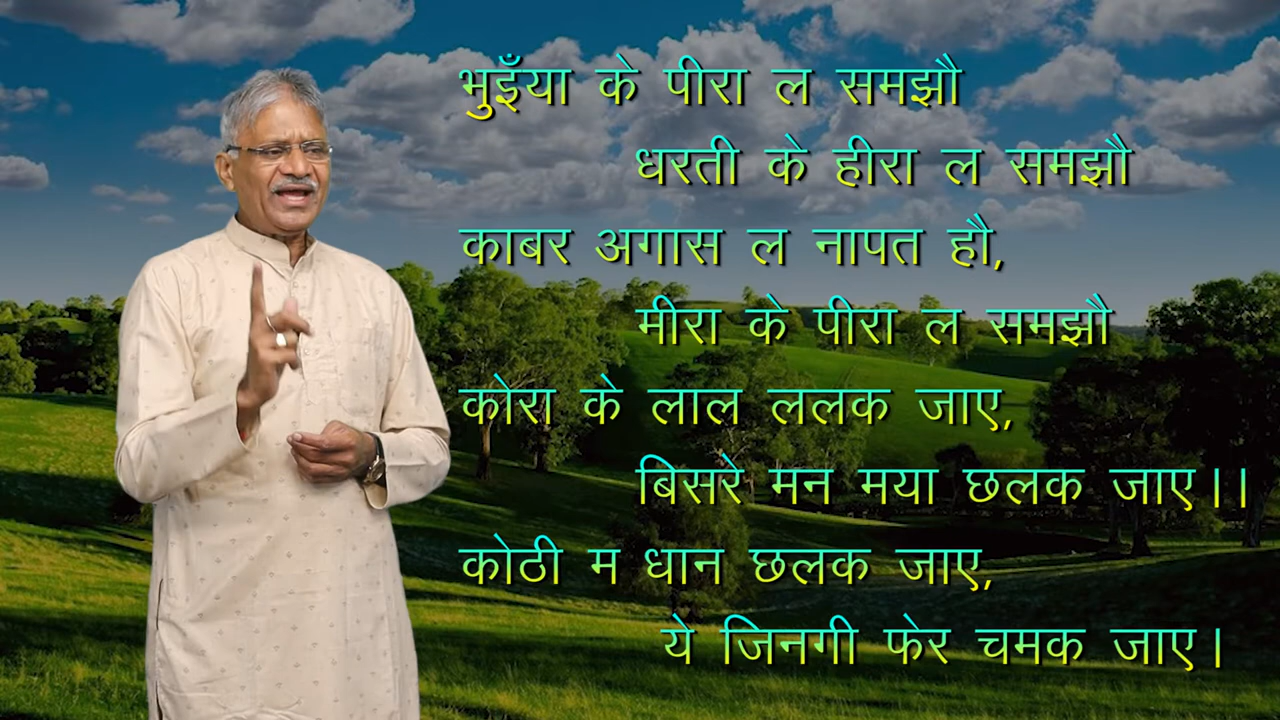 भुइँया के पीरा ल समझौ
धरती के हीरा ल समझौ
काबर अगास ल नापत हौ,
मीरा के पीरा ल समझौ
कोरा के लाल ललक जाए,
बिसरे मन मया छलक जाए।।
कोठी म धान छलक जाए,
ये जिनगी फेर चमक जाए।